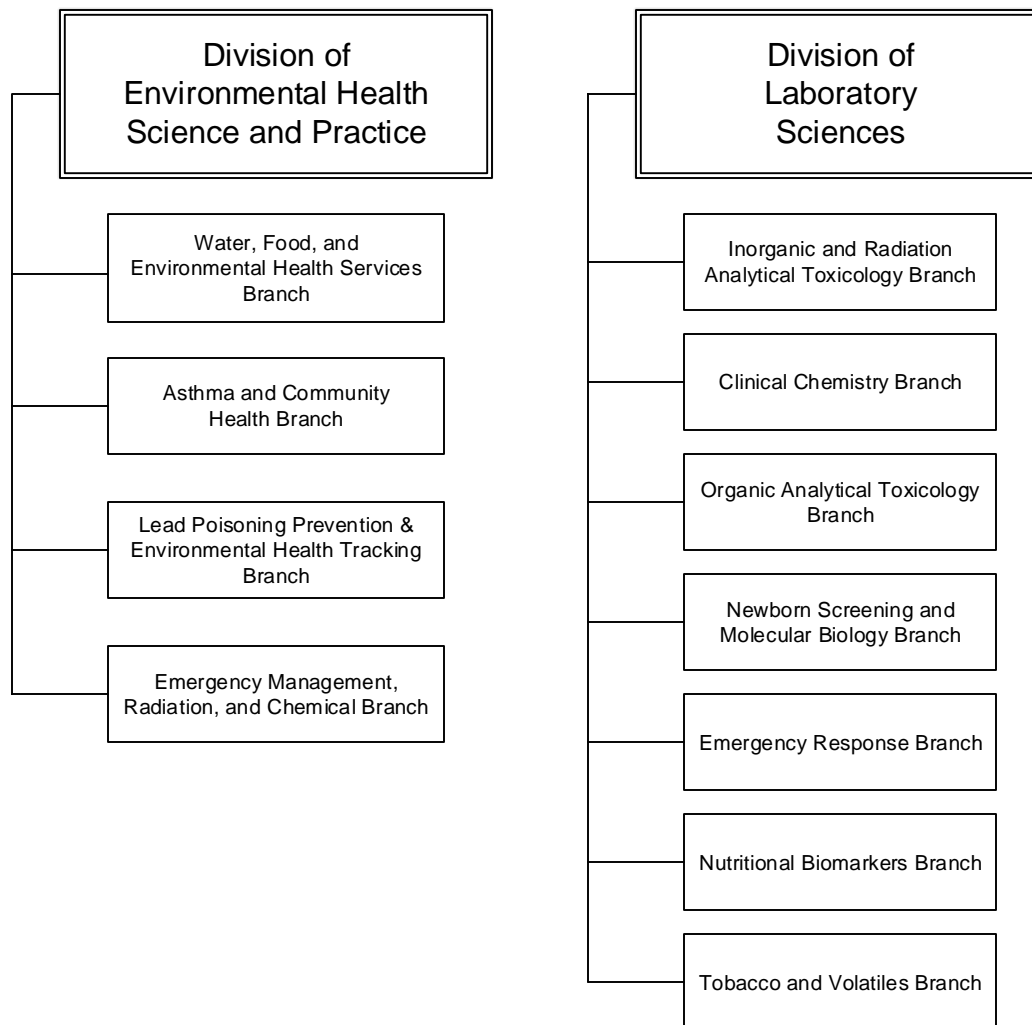 Division of
Environmental Health
Science and Practice
Water, Food, and
Environmental Health Services
Branch
Asthma and Community
Health Branch
Lead Poisoning Prevention &
Environmental Health Tracking
Branch
Emergency Management,
Radiation, and Chemical Branch
Division of
Laboratory
Sciences
Inorganic and Radiation
Analytical Toxicology Branch
Clinical Chemistry Branch
Organic Analytical Toxicology
Branch
Newborn Screening and
Molecular Biology Branch
Emergency Response Branch
Nutritional Biomarkers Branch
Tobacco and Volatiles Branch